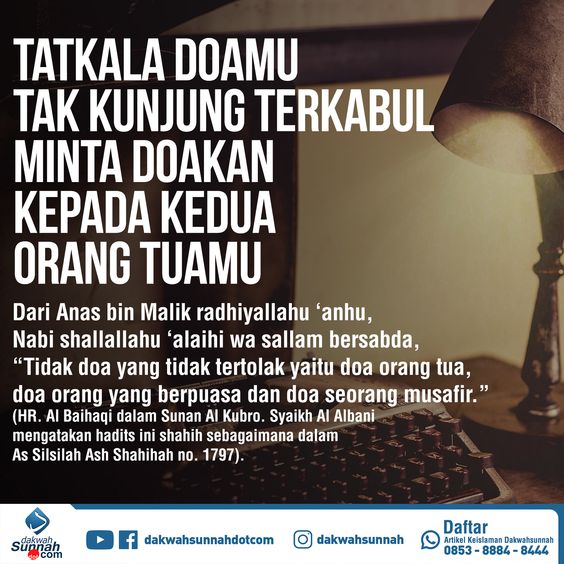 TATKALA DOAMU
TAK KUNJUNG TERKABUL
MINTA DOAKAN
KEPADA KEDUA
ORANG TUAMU
Dari Anas bin Malik radhiyallahu ‘anhu,
Nabi shallallahu ‘alaihi wa sallam bersabda,
“Tidak doa yang tidak tertolak yaitu doa orang tua,
doa orang yang berpuasa dan doa seorang musafir.”
(HR. Al Baihaqi dalam Sunan Al Kubro. Syaikh Al Albani
mengatakan hadits ini shahih sebagaimana dalam
As Silsilah Ash Shahihah no. 1797).
dakwah
Sunnah
.com
dakwahsunnahdotcom
dakwahsunnah
Daftar
Artikel Keislaman Dakwahsunnah
0853 - 8884 - 8444